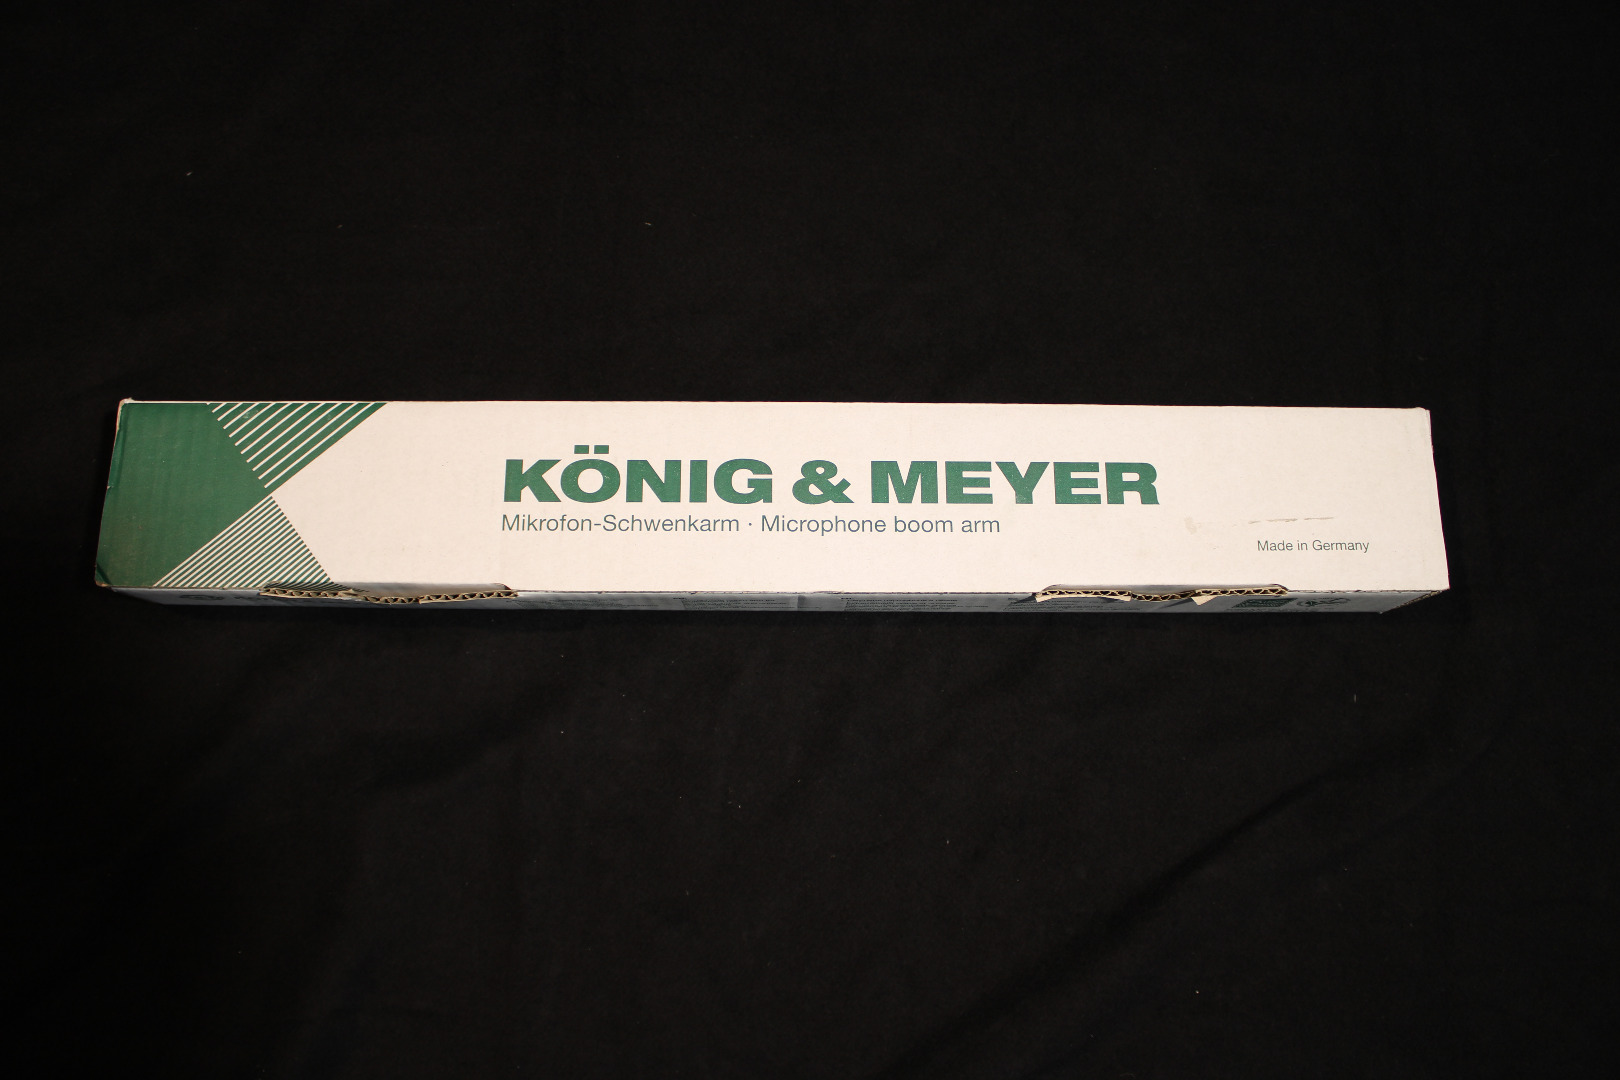 KÖNIG & MEYER
Mikrofon-Schwenkarm · Microphone boom arm
Made in Germany